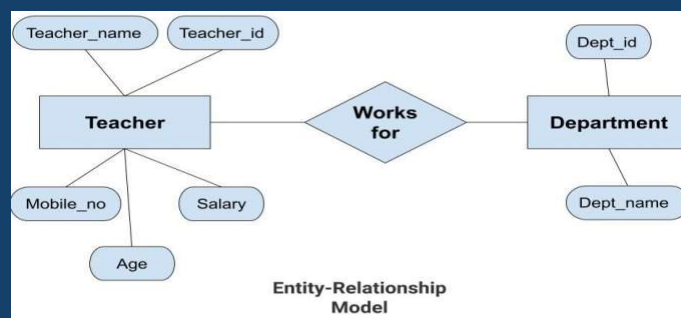 Teacher_name
Teacher_id
Dept_id
Teacher
Works
for
Department
Mobile_no
Salary
Dept_name
Age
Entity-Relationship
Model